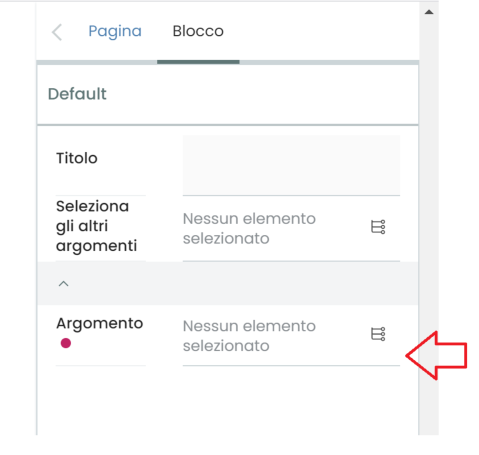 Pagina Blocco
Default
Titolo
Seleziona
gli altri
argomenti
Nessun elemento
selezionato
Argomento
Nessun elemento
selezionato